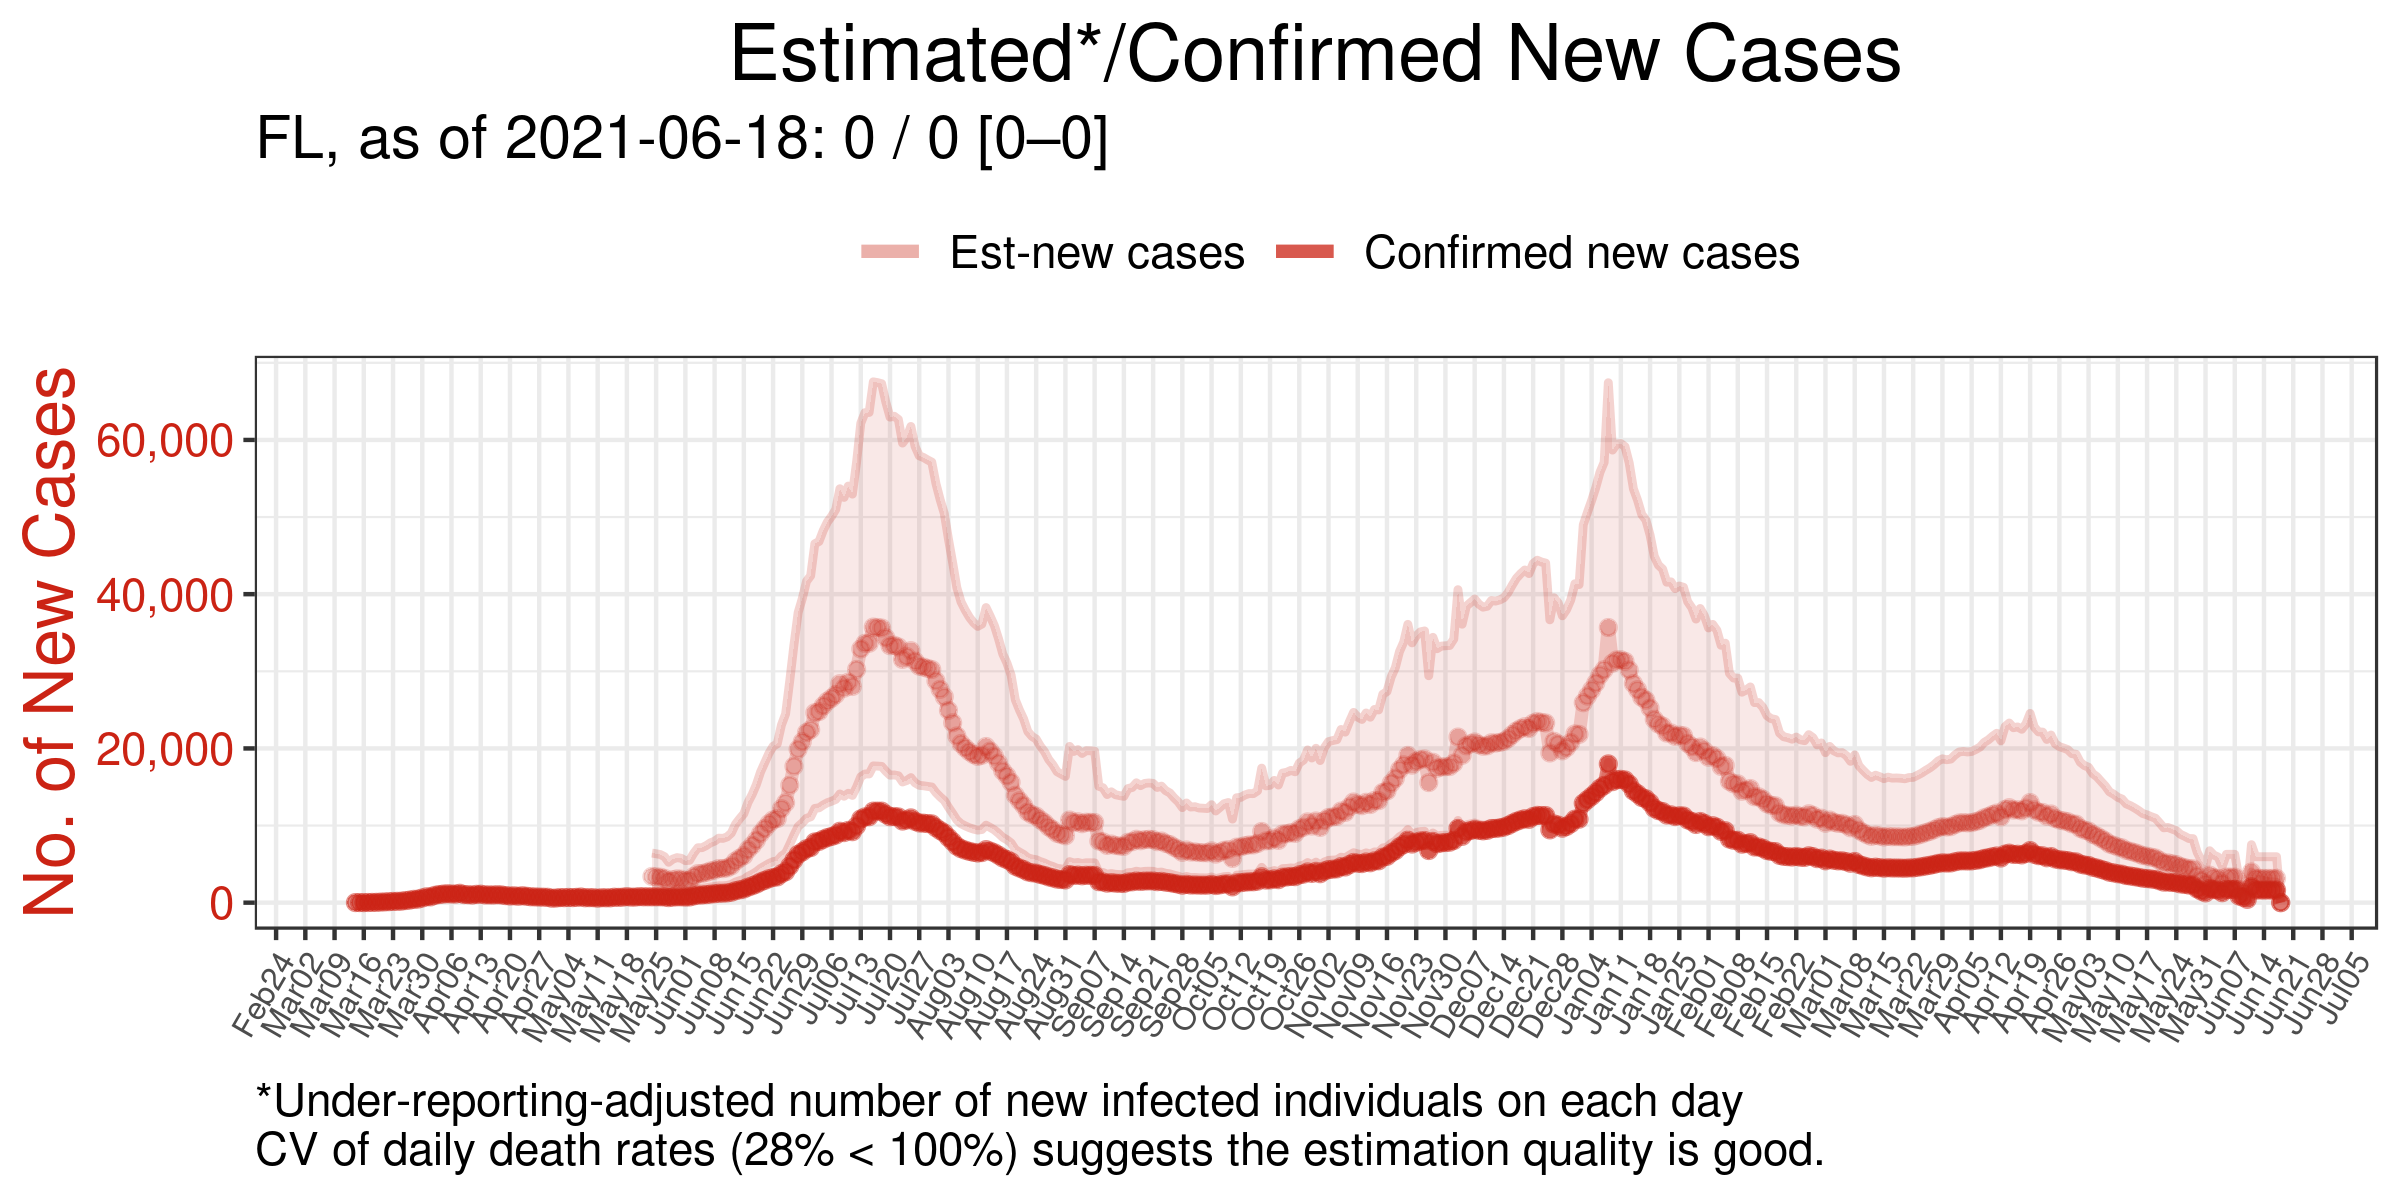 Estimated*/Confirmed New Cases
FL, as of 2021-06-18: 0 / 0 [0–0]
Est-new cases Confirmed new cases
No. of New Cases
60,000
40,000
20,000
0
Feb24 Mar02 Mar09 Mar16 Mar23 Mar30 Apr06 Apr13 Apr20 Apr27 May04 May11 May18 May25 Jun01 Jun08 Jun15 Jun22 Jun29 Jul06 Jul13 Jul20 Jul27 Aug03 Aug10 Aug17 Aug24 Aug31 Sep07 Sep14 Sep21 Sep28 Oct05 Oct12 Oct19 Oct26 Nov02 Nov09 Nov16 Nov23 Nov30 Dec07 Dec14 Dec21 Dec28 Jan04 Jan11 Jan18 Jan25 Feb01 Feb08 Feb15 Feb22 Mar01 Mar08 Mar15 Mar22 Mar29 Apr05 Apr12 Apr19 Apr26 May03 May10 May17 May24 May31 Jun07 Jun14 Jun21 Jun28 Jul05
*Under-reporting-adjusted number of new infected individuals on each day
CV of daily death rates (28% < 100%) suggests the estimation quality is good.